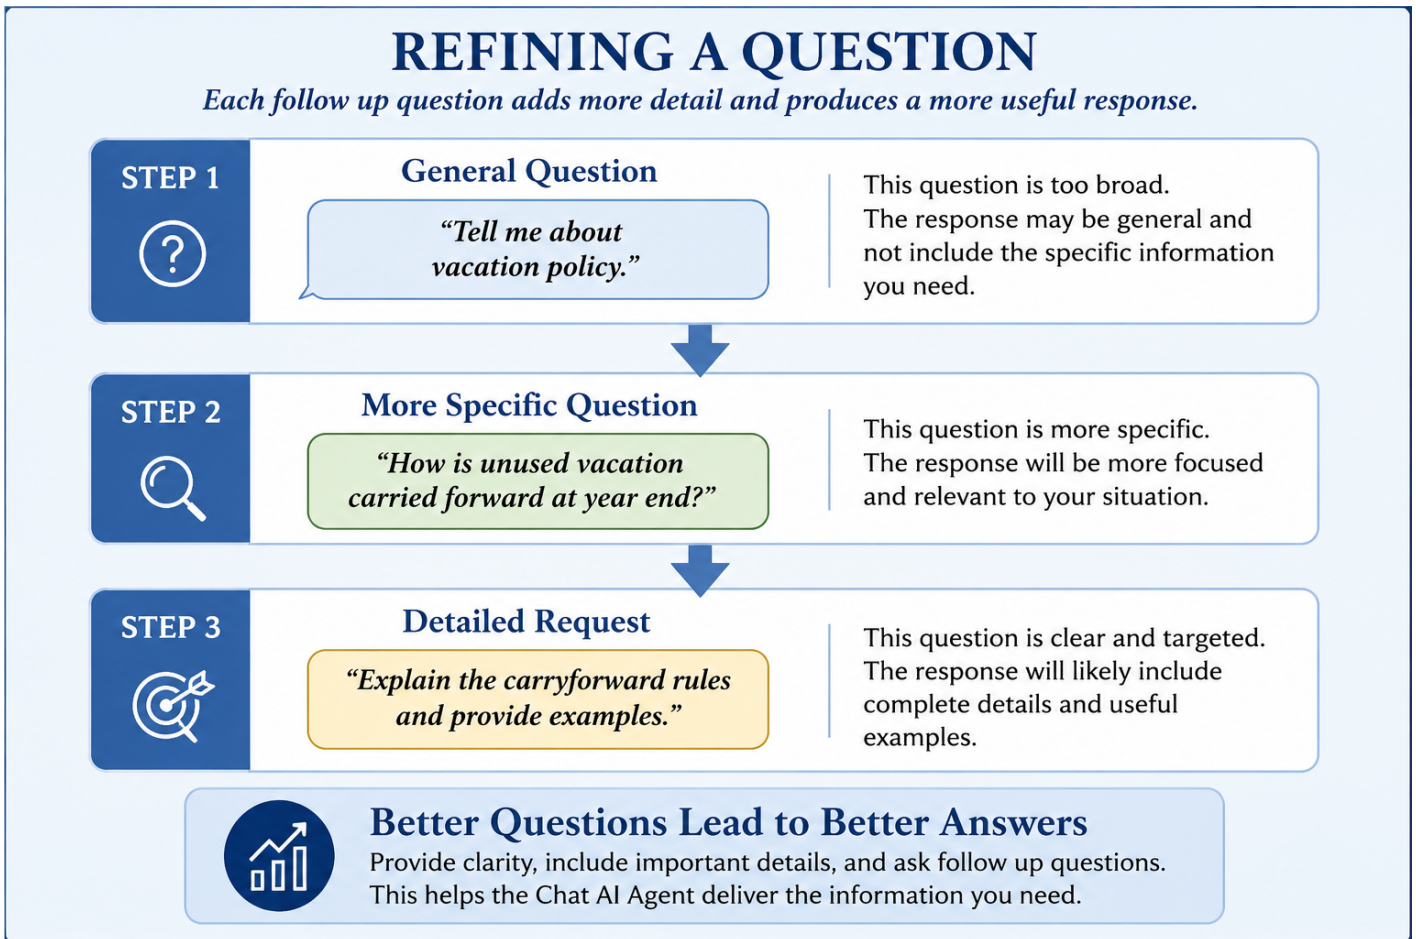 REFINING A QUESTION
Each follow up question adds more detail and produces a more useful response.
STEP 1
General Question
“Tell me about
vacation policy.”
This question is too broad.
The response may be general and
not include the specific information
you need.
STEP 2
More Specific Question
“How is unused vacation
carried forward at year end?”
This question is more specific.
The response will be more focused
and relevant to your situation.
STEP 3
Detailed Request
“Explain the carryforward rules
and provide examples.”
This question is clear and targeted.
The response will likely include
complete details and useful
examples.
Better Questions Lead to Better Answers
Provide clarity, include important details, and ask follow up questions.
This helps the Chat AI Agent deliver the information you need.